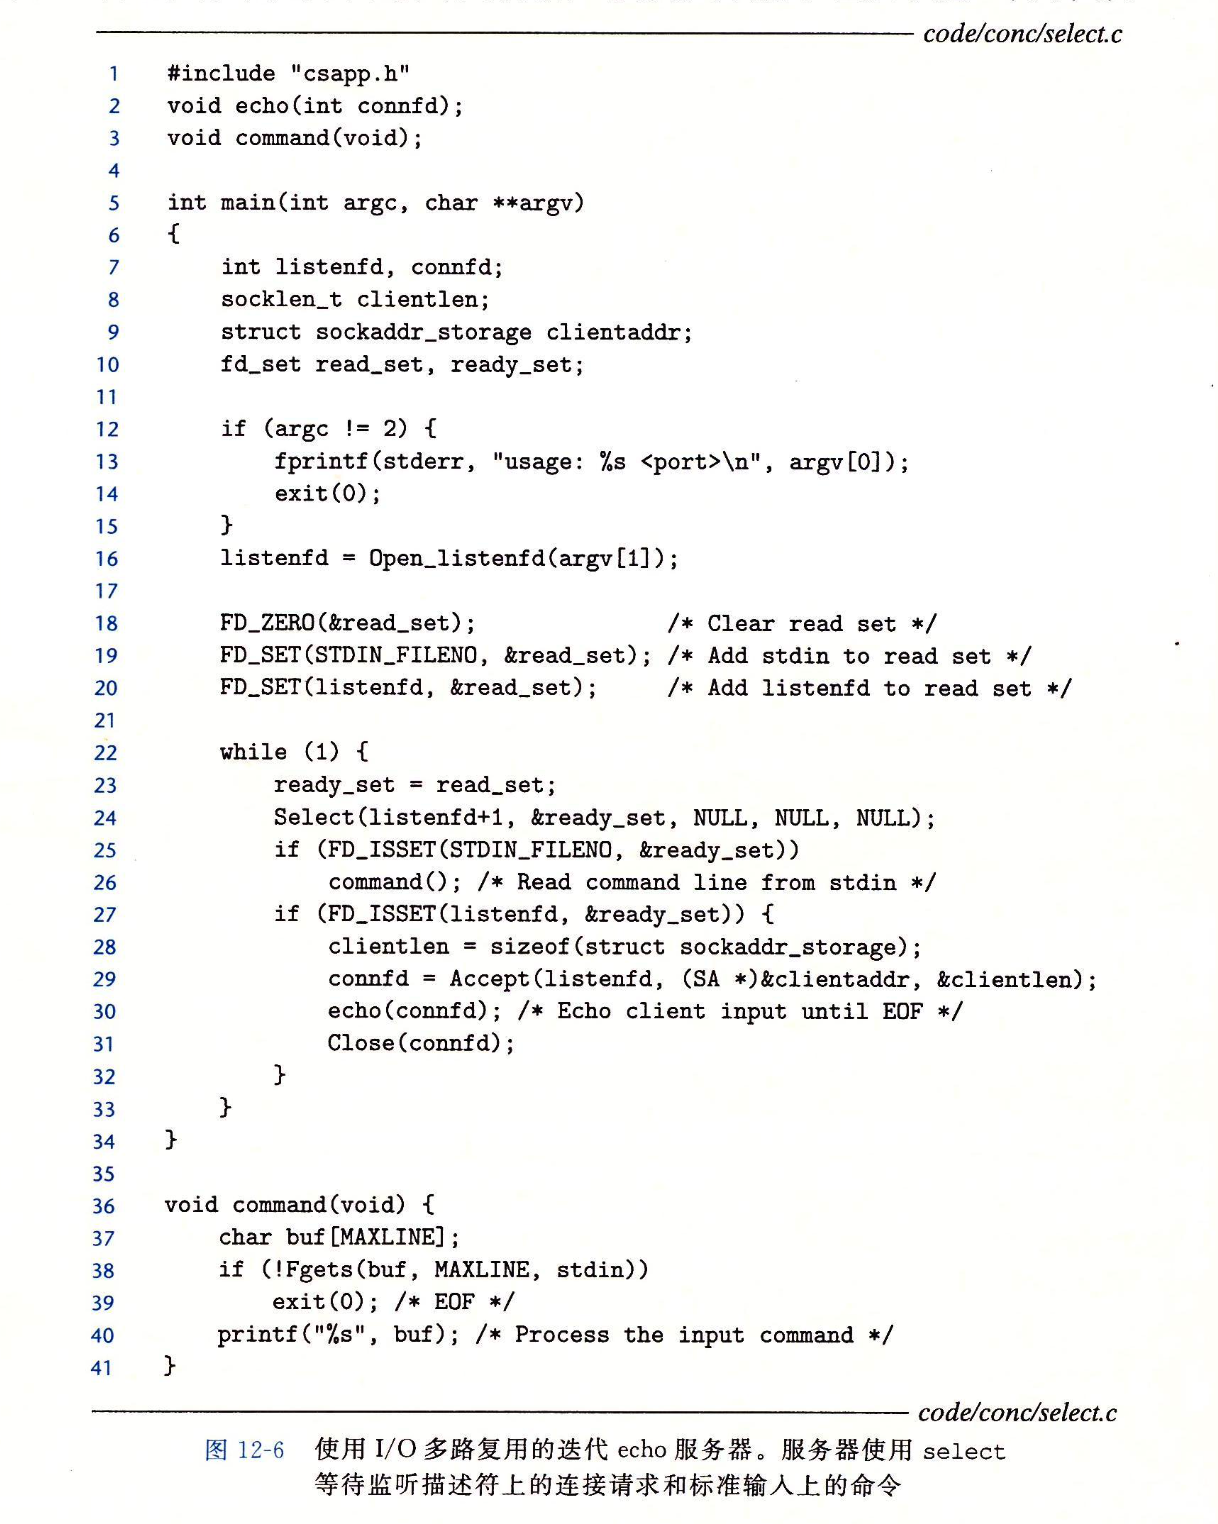 code/conc/select.c
1 #include "csapp.h"
2 void echo(int connfd);
3 void command(void);
4
5 int main(int argc, char **argv)
6 {
7     int listenfd, connfd;
8     socklen_t clientlen;
9     struct sockaddr_storage clientaddr;
10     fd_set read_set, ready_set;
11
12     if (argc != 2) {
13         fprintf(stderr, "usage: %s <port>\n", argv[0]);
14         exit(0);
15     }
16     listenfd = Open_listenfd(argv[1]);
17
18     FD_ZERO(&read_set);              /* Clear read set */
19     FD_SET(STDIN_FILENO, &read_set); /* Add stdin to read set */
20     FD_SET(listenfd, &read_set);     /* Add listenfd to read set */
21
22     while (1) {
23         ready_set = read_set;
24         Select(listenfd+1, &ready_set, NULL, NULL, NULL);
25         if (FD_ISSET(STDIN_FILENO, &ready_set))
26             command(); /* Read command line from stdin */
27         if (FD_ISSET(listenfd, &ready_set)) {
28             clientlen = sizeof(struct sockaddr_storage);
29             connfd = Accept(listenfd, (SA *)&clientaddr, &clientlen);
30             echo(connfd); /* Echo client input until EOF */
31             Close(connfd);
32         }
33     }
34 }
35
36 void command(void) {
37     char buf[MAXLINE];
38     if (!Fgets(buf, MAXLINE, stdin))
39         exit(0); /* EOF */
40     printf("%s", buf); /* Process the input command */
41 }
code/conc/select.c
图 12-6 使用 I/O 多路复用的迭代 echo 服务器。服务器使用 select
等待监听描述符上的连接请求和标准输入上的命令